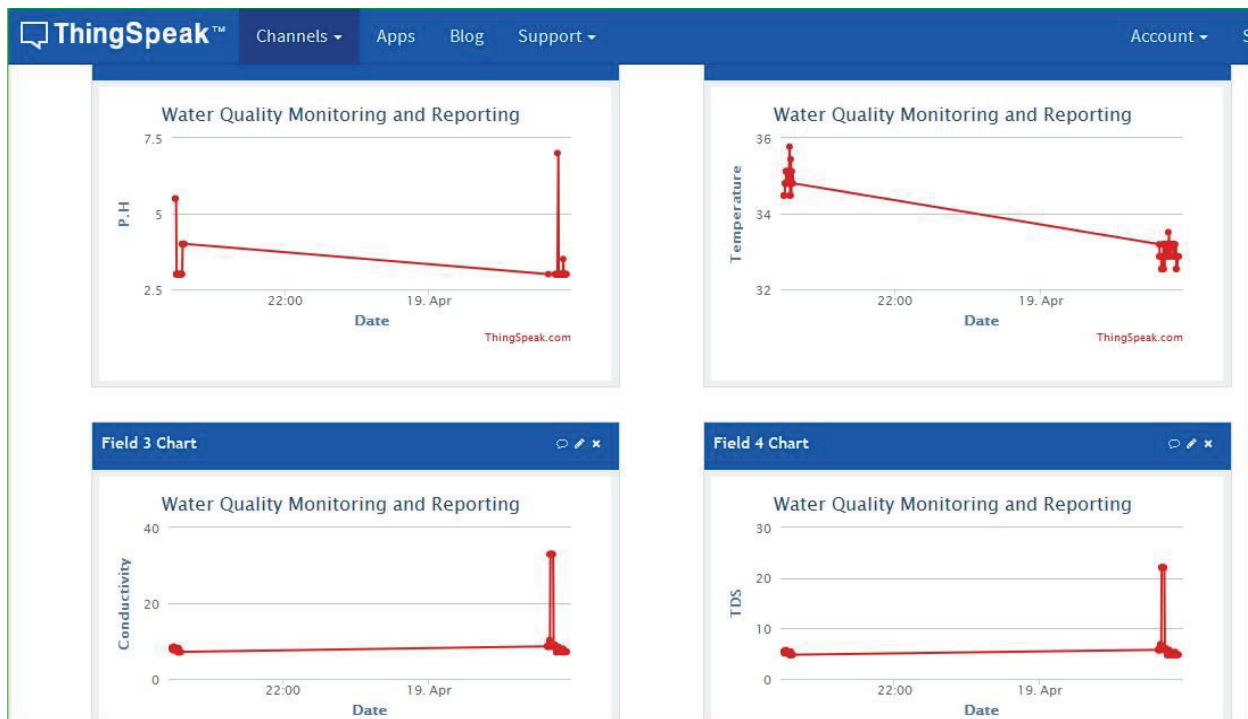 ThingSpeak™ Channels Apps Blog Support Account S
Water Quality Monitoring and Reporting
7.5
5
2.5
P.H
22:00 19. Apr
Date
ThingSpeak.com
Water Quality Monitoring and Reporting
36
34
32
Temperature
22:00 19. Apr
Date
ThingSpeak.com
Field 3 Chart
Water Quality Monitoring and Reporting
40
20
0
Conductivity
22:00 19. Apr
Date
Field 4 Chart
Water Quality Monitoring and Reporting
30
20
10
0
TDS
22:00 19. Apr
Date